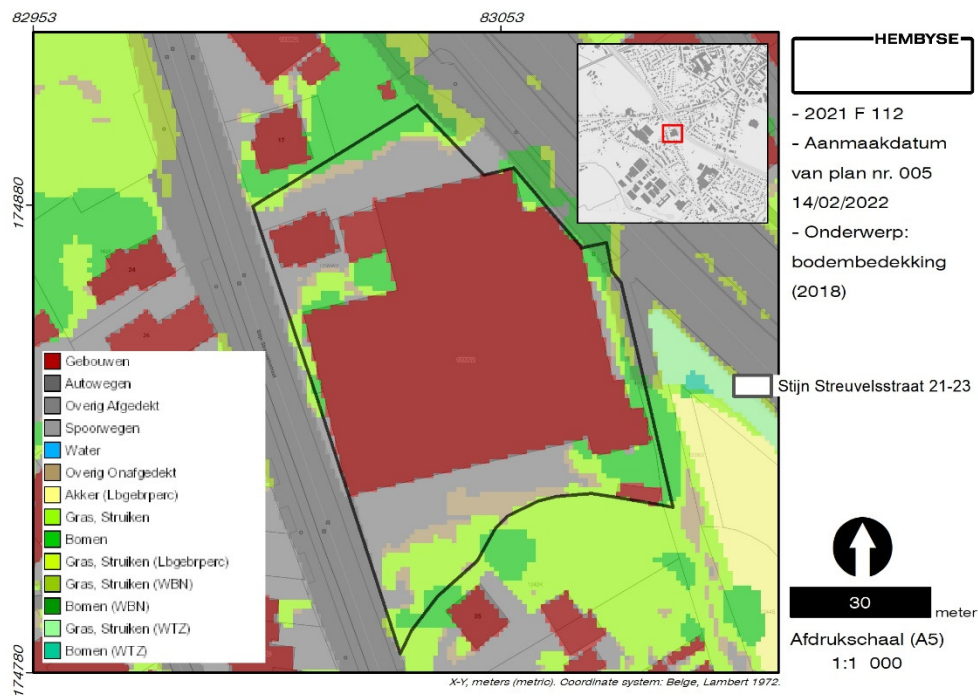 82953
83053
174880
174780
17
24
Gebouwen
Autowegen
Overig Afgedekt
Spoorwegen
Water
Overig Onafgedekt
Akker (Lbgebrperc)
Gras, Struiken
Bomen
Gras, Struiken (Lbgebrperc)
Gras, Struiken (WBN)
Bomen (WBN)
Gras, Struiken (WTZ)
Bomen (WTZ)
X-Y, meters (metric). Coordinate system: Belge, Lambert 1972.
HEMBYSE
- 2021 F 112
- Aanmaakdatum
van plan nr. 005
14/02/2022
- Onderwerp:
bodembedekking
(2018)
Stijn Streuvelsstraat 21-23
30 meter
Afdrukschaal (A5)
1:1 000